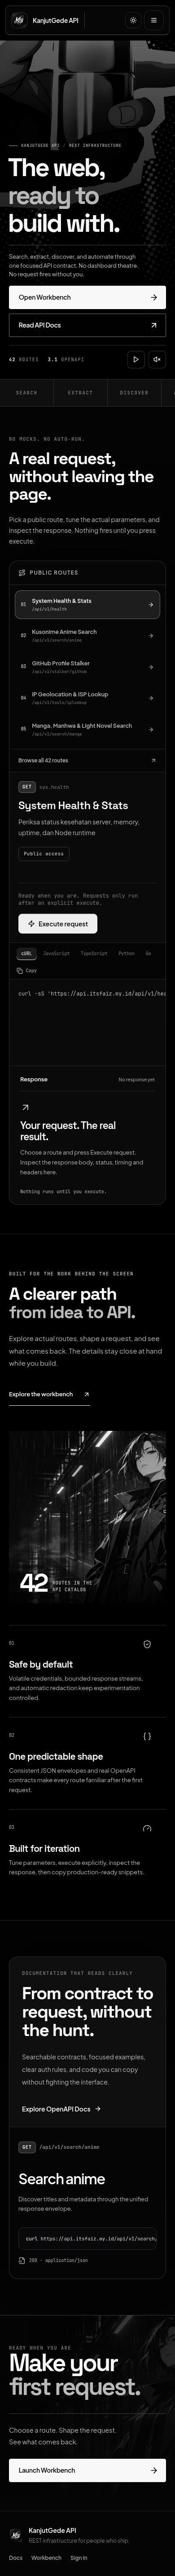 KanjutGede API
KANJUTGEDE API / REST INFRASTRUCTURE
The web,
ready to
build with.
Search, extract, discover, and automate through
one focused API contract. No dashboard theatre.
No request fires without you.
Open Workbench
Read API Docs
42 ROUTES 3.1 OPENAPI
SEARCH EXTRACT DISCOVER
NO MOCKS. NO AUTO-RUN.
A real request,
without leaving the
page.
Pick a public route, tune the actual parameters, and
inspect the response. Nothing fires until you press
execute.
PUBLIC ROUTES
01 System Health & Stats
/api/v1/health
02 Kusonime Anime Search
/api/v1/search/anime
03 GitHub Profile Stalker
/api/v1/stalker/github
04 IP Geolocation & ISP Lookup
/api/v1/tools/iplookup
05 Manga, Manhwa & Light Novel Search
/api/v1/search/manga
Browse all 42 routes
GET sys.health
System Health & Stats
Periksa status kesehatan server, memory,
uptime, dan Node runtime
Public access
Ready when you are. Requests only run
after an explicit execute.
Execute request
cURL JavaScript TypeScript Python Go
Copy
curl -sS 'https://api.itsfaiz.my.id/api/v1/hea
Response No response yet
Your request. The real
result.
Choose a route and press Execute request.
Inspect the response body, status, timing and
headers here.
Nothing runs until you execute.
BUILT FOR THE WORK BEHIND THE SCREEN
A clearer path
from idea to API.
Explore actual routes, shape a request, and see
what comes back. The details stay close at hand
while you build.
Explore the workbench
42 ROUTES IN THE
API CATALOG
01
Safe by default
Volatile credentials, bounded response streams,
and automatic redaction keep experimentation
controlled.
02
One predictable shape
Consistent JSON envelopes and real OpenAPI
contracts make every route familiar after the first
request.
03
Built for iteration
Tune parameters, execute explicitly, inspect the
response, then copy production-ready snippets.
DOCUMENTATION THAT READS CLEARLY
From contract to
request, without
the hunt.
Searchable contracts, focused examples,
clear auth rules, and code you can copy
without fighting the interface.
Explore OpenAPI Docs
GET /api/v1/search/anime
Search anime
Discover titles and metadata through the unified
response envelope.
curl https://api.itsfaiz.my.id/api/v1/search/
200 · application/json
READY WHEN YOU ARE
Make your
first request.
Choose a route. Shape the request.
See what comes back.
Launch Workbench
KanjutGede API
REST infrastructure for people who ship.
Docs Workbench Sign In